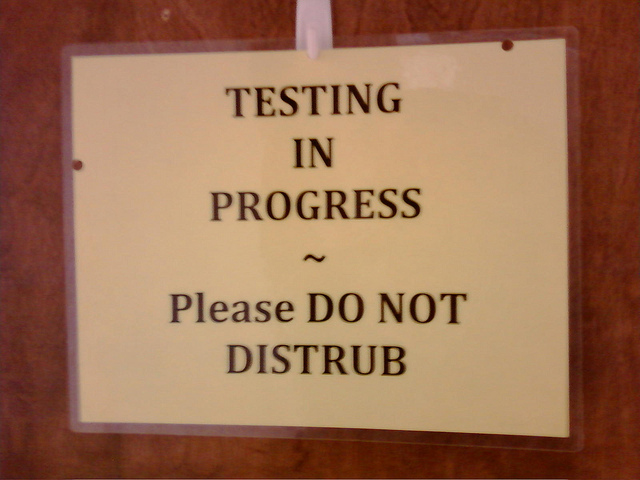 TESTING
IN
PROGRESS
~
Please DO NOT
DISTRUB